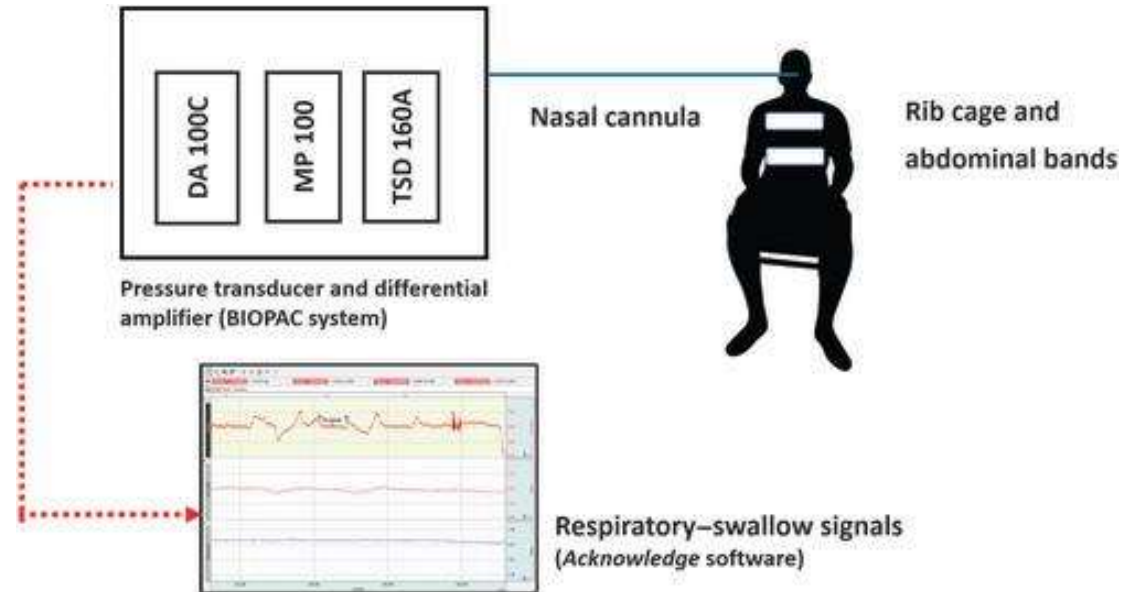 DA 100C
MP 100
TSD 160A
Nasal cannula
Rib cage and
abdominal bands
Pressure transducer and differential
amplifier (BIOPAC system)
Respiratory–swallow signals
(Acknowledge software)